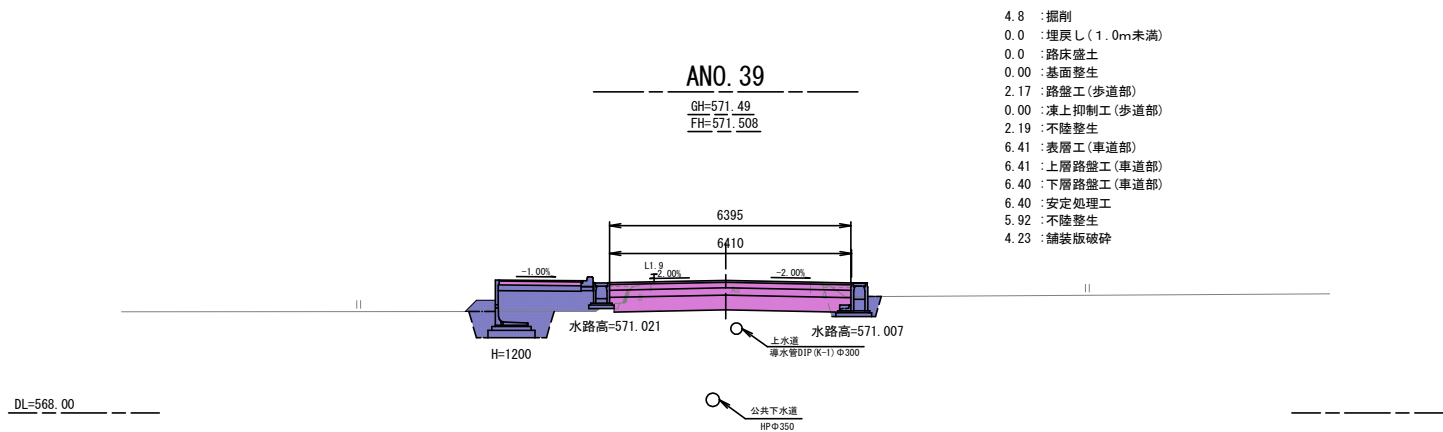 4.8 :掘削
0.0 :埋戻し(1.0m未満)
0.0 :路床盛土
0.00 :基面整生
2.17 :路盤工(歩道部)
0.00 :凍上抑制工(歩道部)
2.19 :不陸整生
6.41 :表層工(車道部)
6.41 :上層路盤工(車道部)
6.40 :下層路盤工(車道部)
6.40 :安定処理工
5.92 :不陸整生
4.23 :舗装版破砕
ANO.39
GH=571.49
FH=571.508
6395
6410
-1.00%
L1.9
-2.00%
-2.00%
水路高=571.021
水路高=571.007
H=1200
上水道
導水管DIP(K-1)Φ300
DL=568.00
公共下水道
HPΦ350